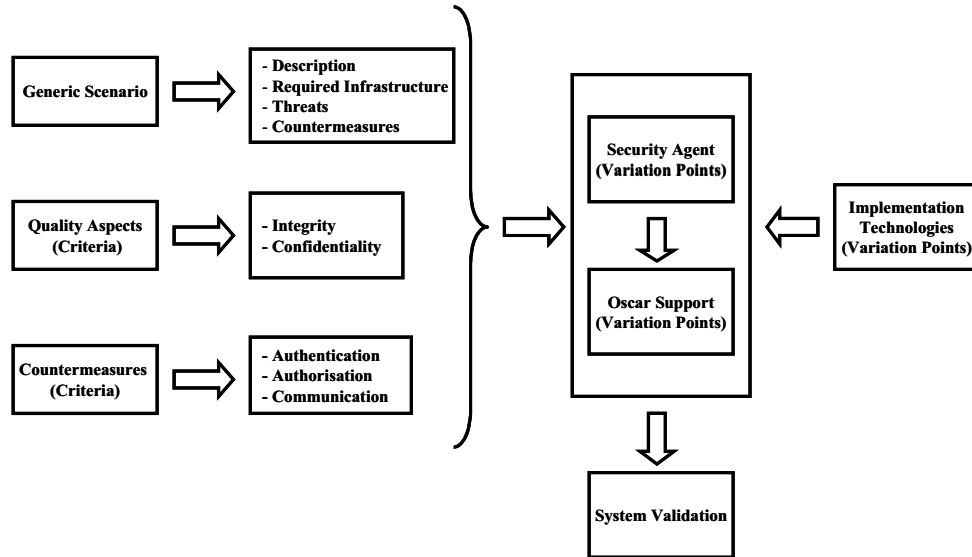 Generic Scenario
- Description
- Required Infrastructure
- Threats
- Countermeasures
Quality Aspects
(Criteria)
- Integrity
- Confidentiality
Countermeasures
(Criteria)
- Authentication
- Authorisation
- Communication
Security Agent
(Variation Points)
Oscar Support
(Variation Points)
Implementation
Technologies
(Variation Points)
System Validation